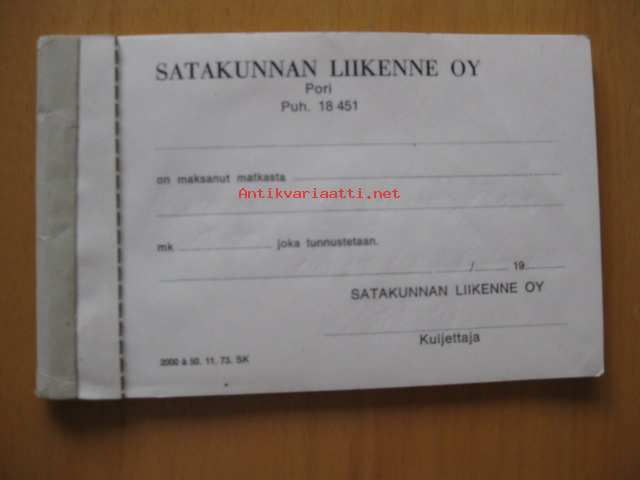 SATAKUNNAN LIIKENNE OY
Pori
Puh. 18 451
on maksanut matkasta
Antikvariaatti.net
mk joka tunnustetaan.
/ 19
SATAKUNNAN LIIKENNE OY
Kuljettaja
2000 à 50. 11. 73. SK